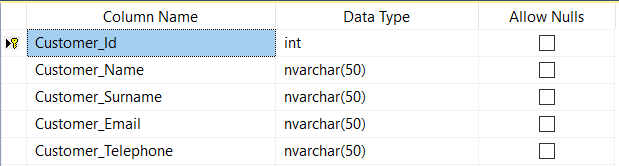 Column Name Data Type Allow Nulls
Customer_Id int
Customer_Name nvarchar(50)
Customer_Surname nvarchar(50)
Customer_Email nvarchar(50)
Customer_Telephone nvarchar(50)